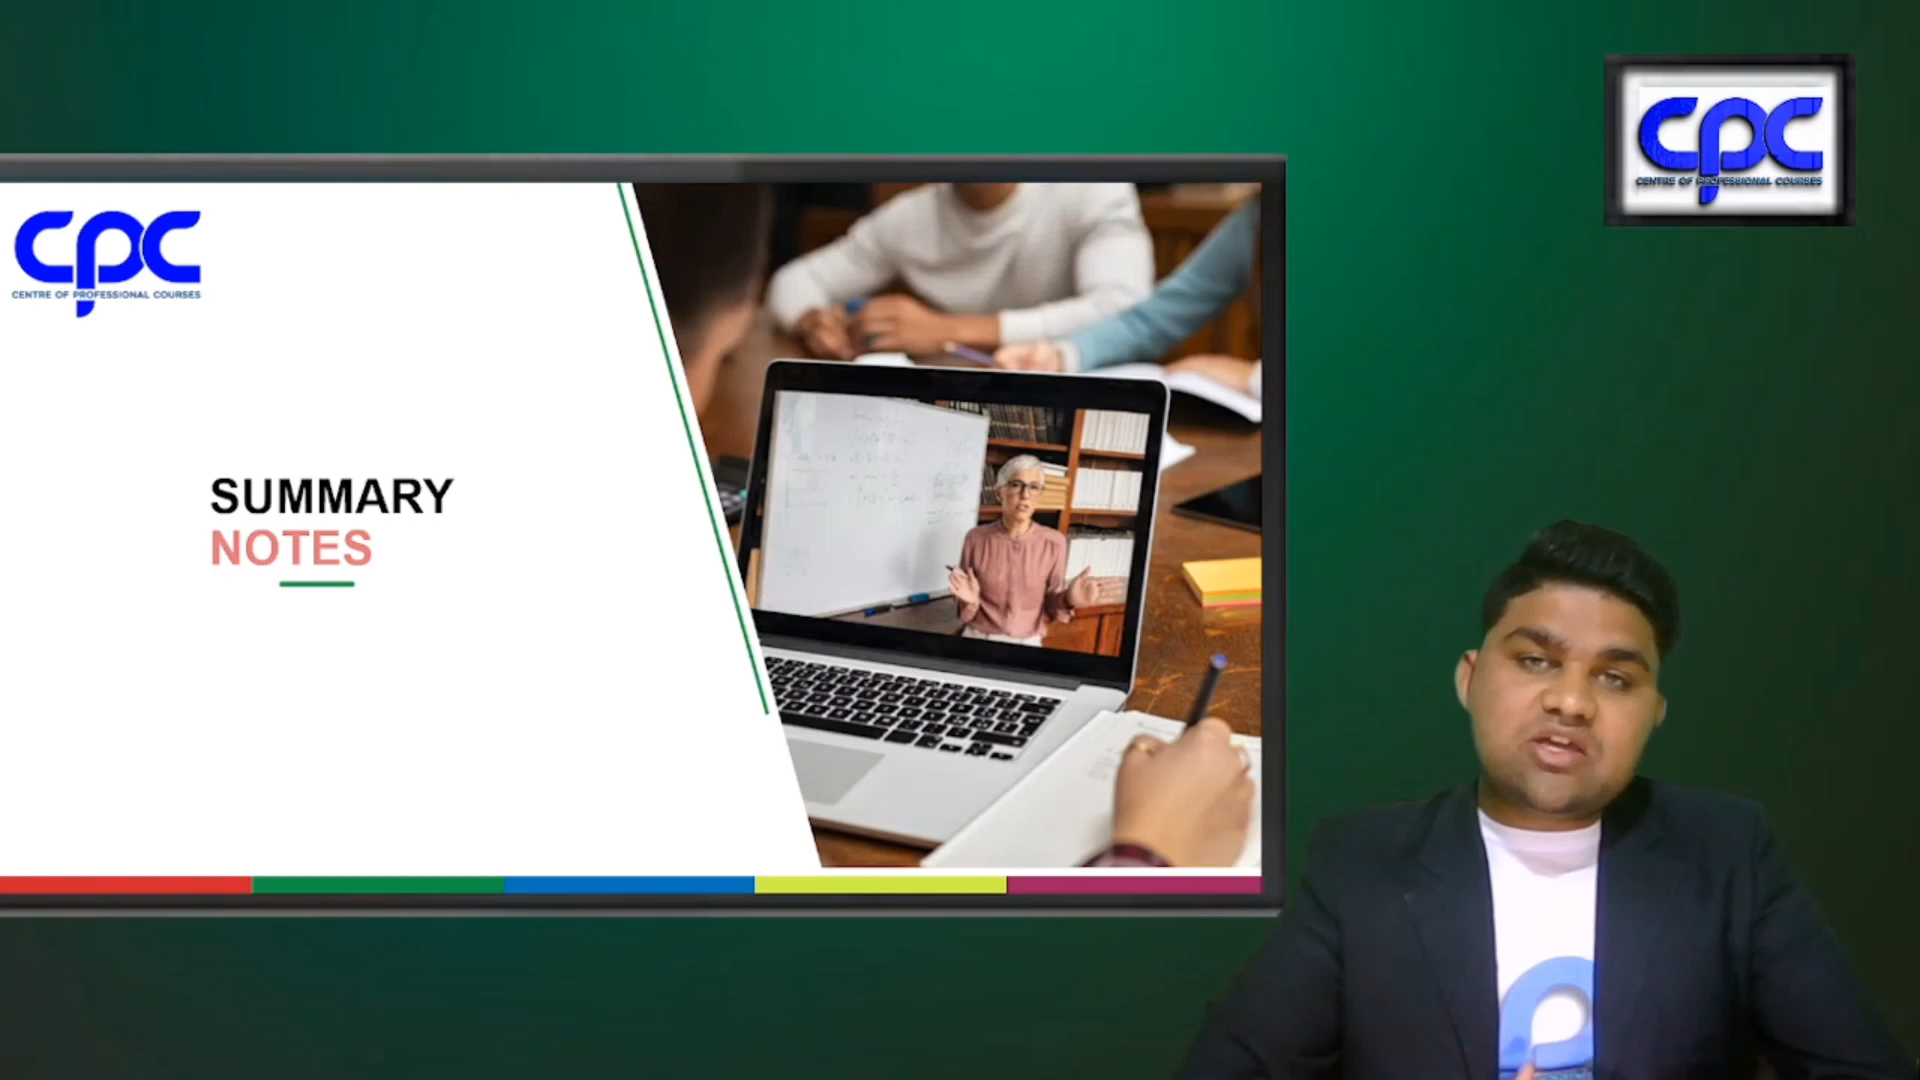 cpc
CENTRE OF PROFESSIONAL COURSES
cpc
CENTRE OF PROFESSIONAL COURSES
SUMMARY
NOTES